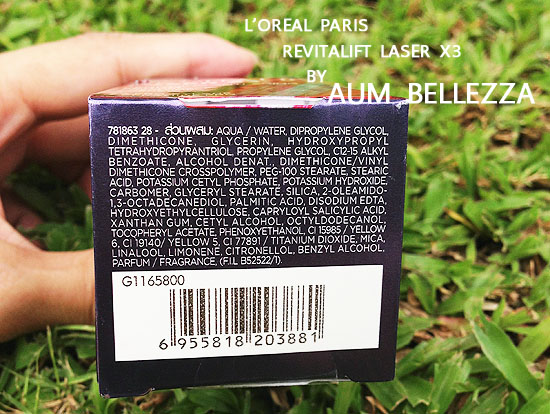 L'OREAL PARIS
REVITALIFT LASER X3
BY
AUM BELLEZZA
781863 28 - ส่วนผสม: AQUA / WATER, DIPROPYLENE GLYCOL,
DIMETHICONE, GLYCERIN, HYDROXYPROPYL
TETRAHYDROPYRANTRIOL, PROPYLENE GLYCOL, C12-15 ALKYL
BENZOATE, ALCOHOL DENAT., DIMETHICONE/VINYL
DIMETHICONE CROSSPOLYMER, PEG-100 STEARATE, STEARIC
ACID, POTASSIUM CETYL PHOSPHATE, POTASSIUM HYDROXIDE,
CARBOMER, GLYCERYL STEARATE, SILICA, 2-OLEAMIDO-
1,3-OCTADECANEDIOL, PALMITIC ACID, DISODIUM EDTA,
HYDROXYETHYLCELLULOSE, CAPRYLOYL SALICYLIC ACID,
XANTHAN GUM, CETYL ALCOHOL, OCTYLDODECANOL,
TOCOPHERYL ACETATE, PHENOXYETHANOL, CI 15985 / YELLOW
6, CI 19140/ YELLOW 5, CI 77891 / TITANIUM DIOXIDE, MICA,
LINALOOL, LIMONENE, CITRONELLOL, BENZYL ALCOHOL,
PARFUM / FRAGRANCE, (F.I.L B52522/1).
G1165800
6 955818 203881